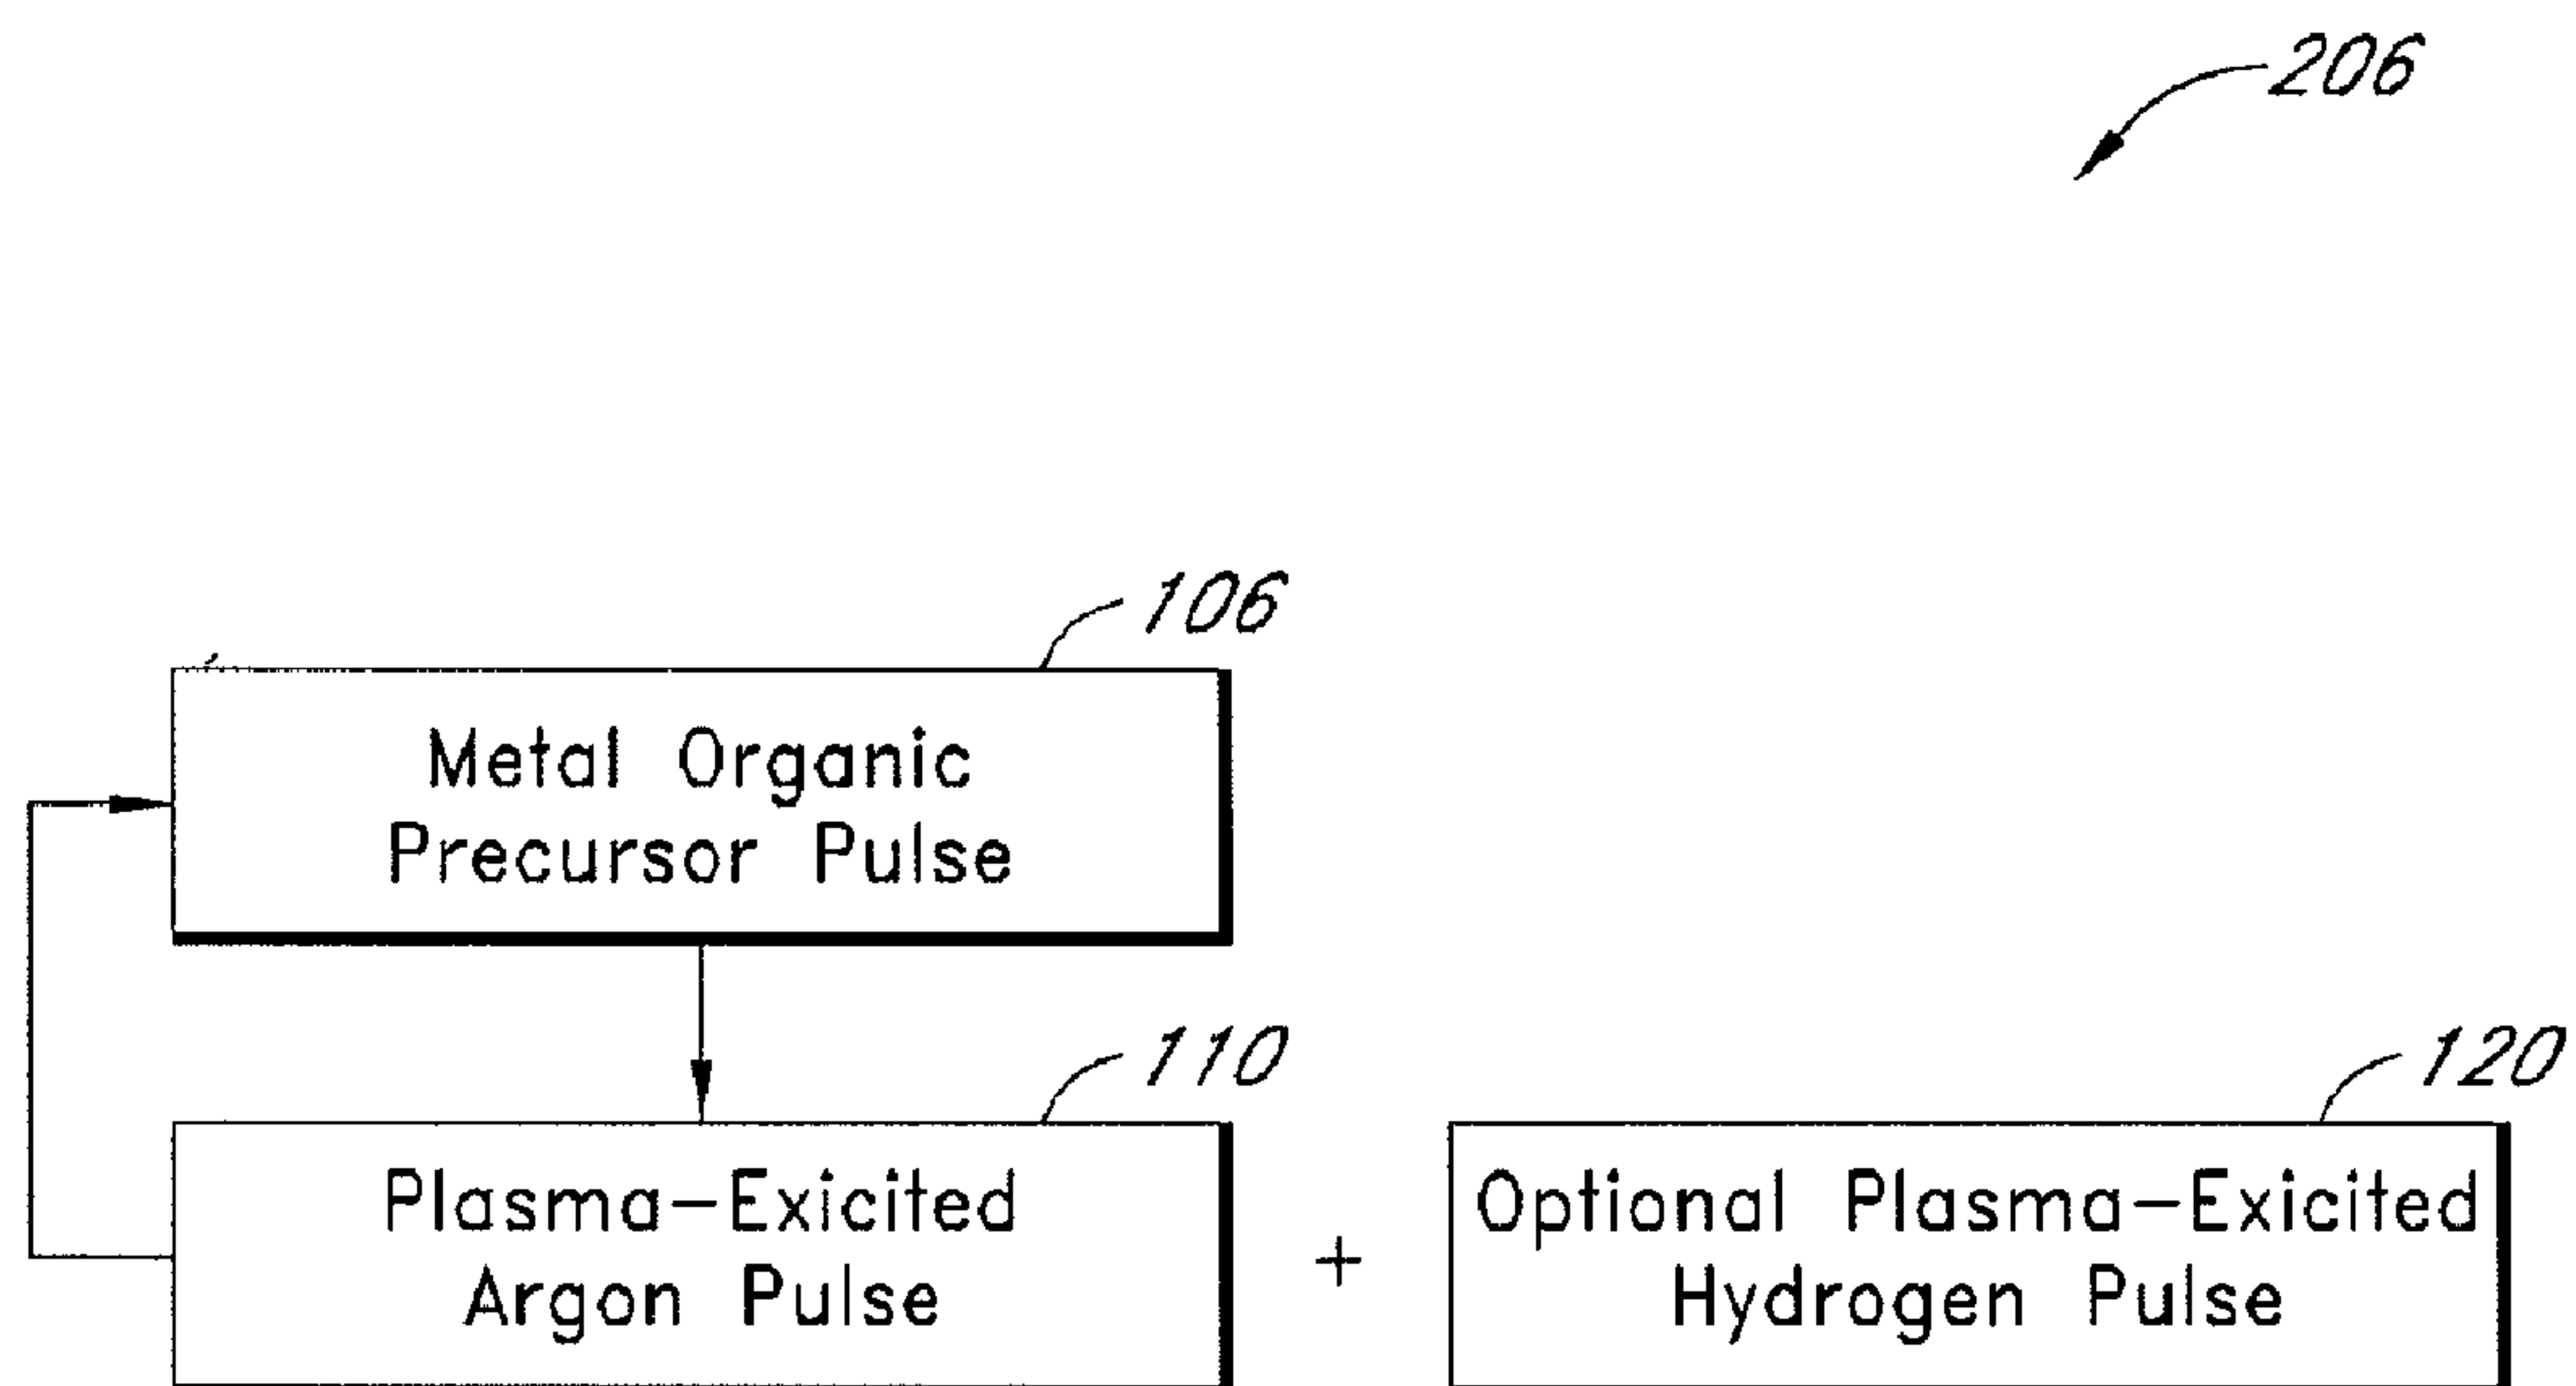 206
106
Metal Organic
Precursor Pulse
110
120
Plasma-Exicited
Argon Pulse
+
Optional Plasma-Exicited
Hydrogen Pulse